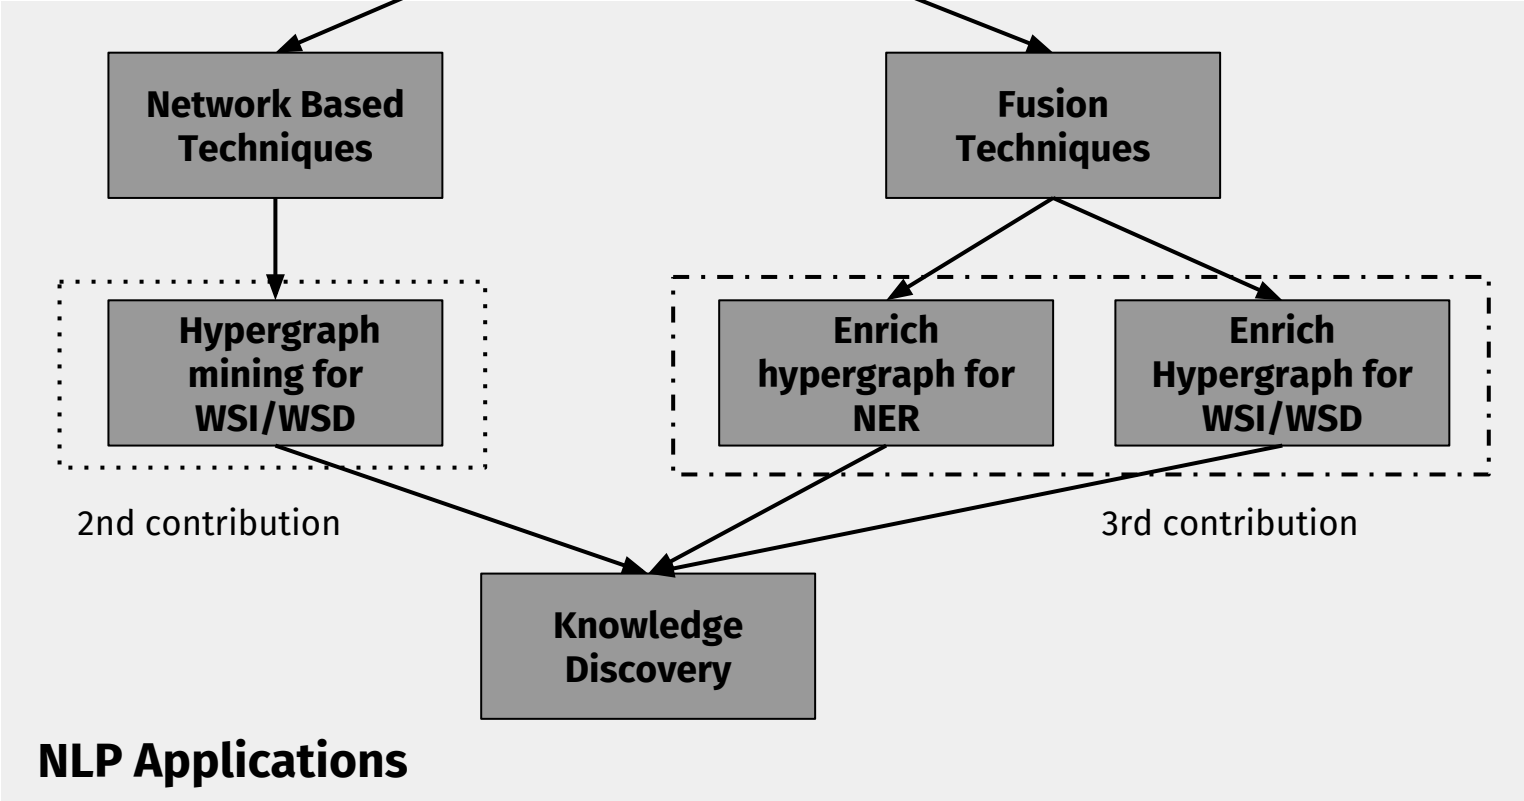 Network Based
Techniques
Fusion
Techniques
Hypergraph
mining for
WSI/WSD
Enrich
hypergraph for
NER
Enrich
Hypergraph for
WSI/WSD
2nd contribution
3rd contribution
Knowledge
Discovery
NLP Applications